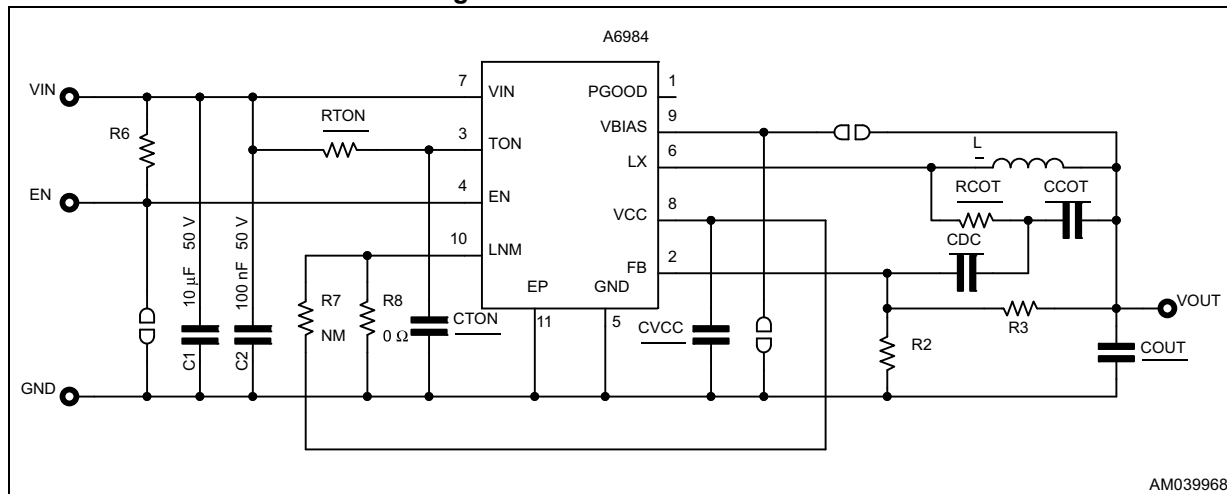 g
A6984
VIN
7
VIN
PGOOD
1
R6
RTON
3
TON
VBIAS
9
LX
6
L
EN
4
EN
RCOT
CCOT
VCC
8
10
LNM
CDC
FB
2
10 µF 50 V
100 nF 50 V
R7
NM
R8
0 Ω
EP
GND
11
5
CTON
CVCC
R3
VOUT
C1
C2
R2
COUT
GND
AM039968